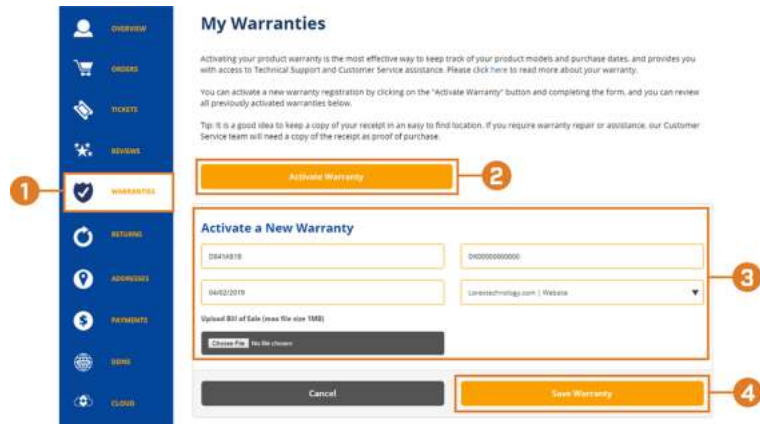 OVERVIEW
ORDERS
TICKETS
REVIEWS
1
WARRANTIES
RETURNS
ADDRESSES
PAYMENTS
DDNS
CLOUD
My Warranties
Activating your product warranty is the most effective way to keep track of your product models and purchase dates, and provides you
with access to Technical Support and Customer Service assistance. Please click here to read more about your warranty.
You can activate a new warranty registration by clicking on the "Activate Warranty" button and completing the form, and you can review
all previously activated warranties below.
Tip: It is a good idea to keep a copy of your receipt in an easy to find location. If you require warranty repair or assistance, our Customer
Service team will need a copy of the receipt as proof of purchase.
Activate Warranty
2
Activate a New Warranty
D841A81B
DK00000000000
04/02/2019
Lorextechnology.com | Website
3
Upload Bill of Sale (max file size 1MB)
Choose File No file chosen
Cancel
Save Warranty
4